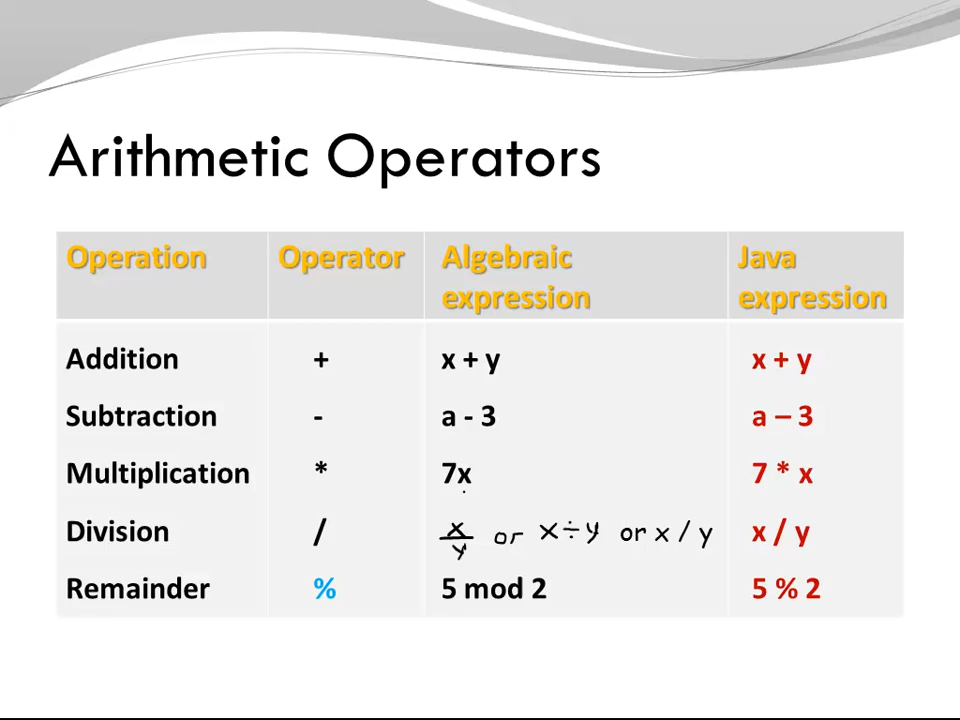 Arithmetic Operators
Operation Operator Algebraic expression Java expression
Addition + x + y x + y
Subtraction - a - 3 a – 3
Multiplication * 7x 7 * x
Division / x/y or x ÷ y or x / y x / y
Remainder % 5 mod 2 5 % 2